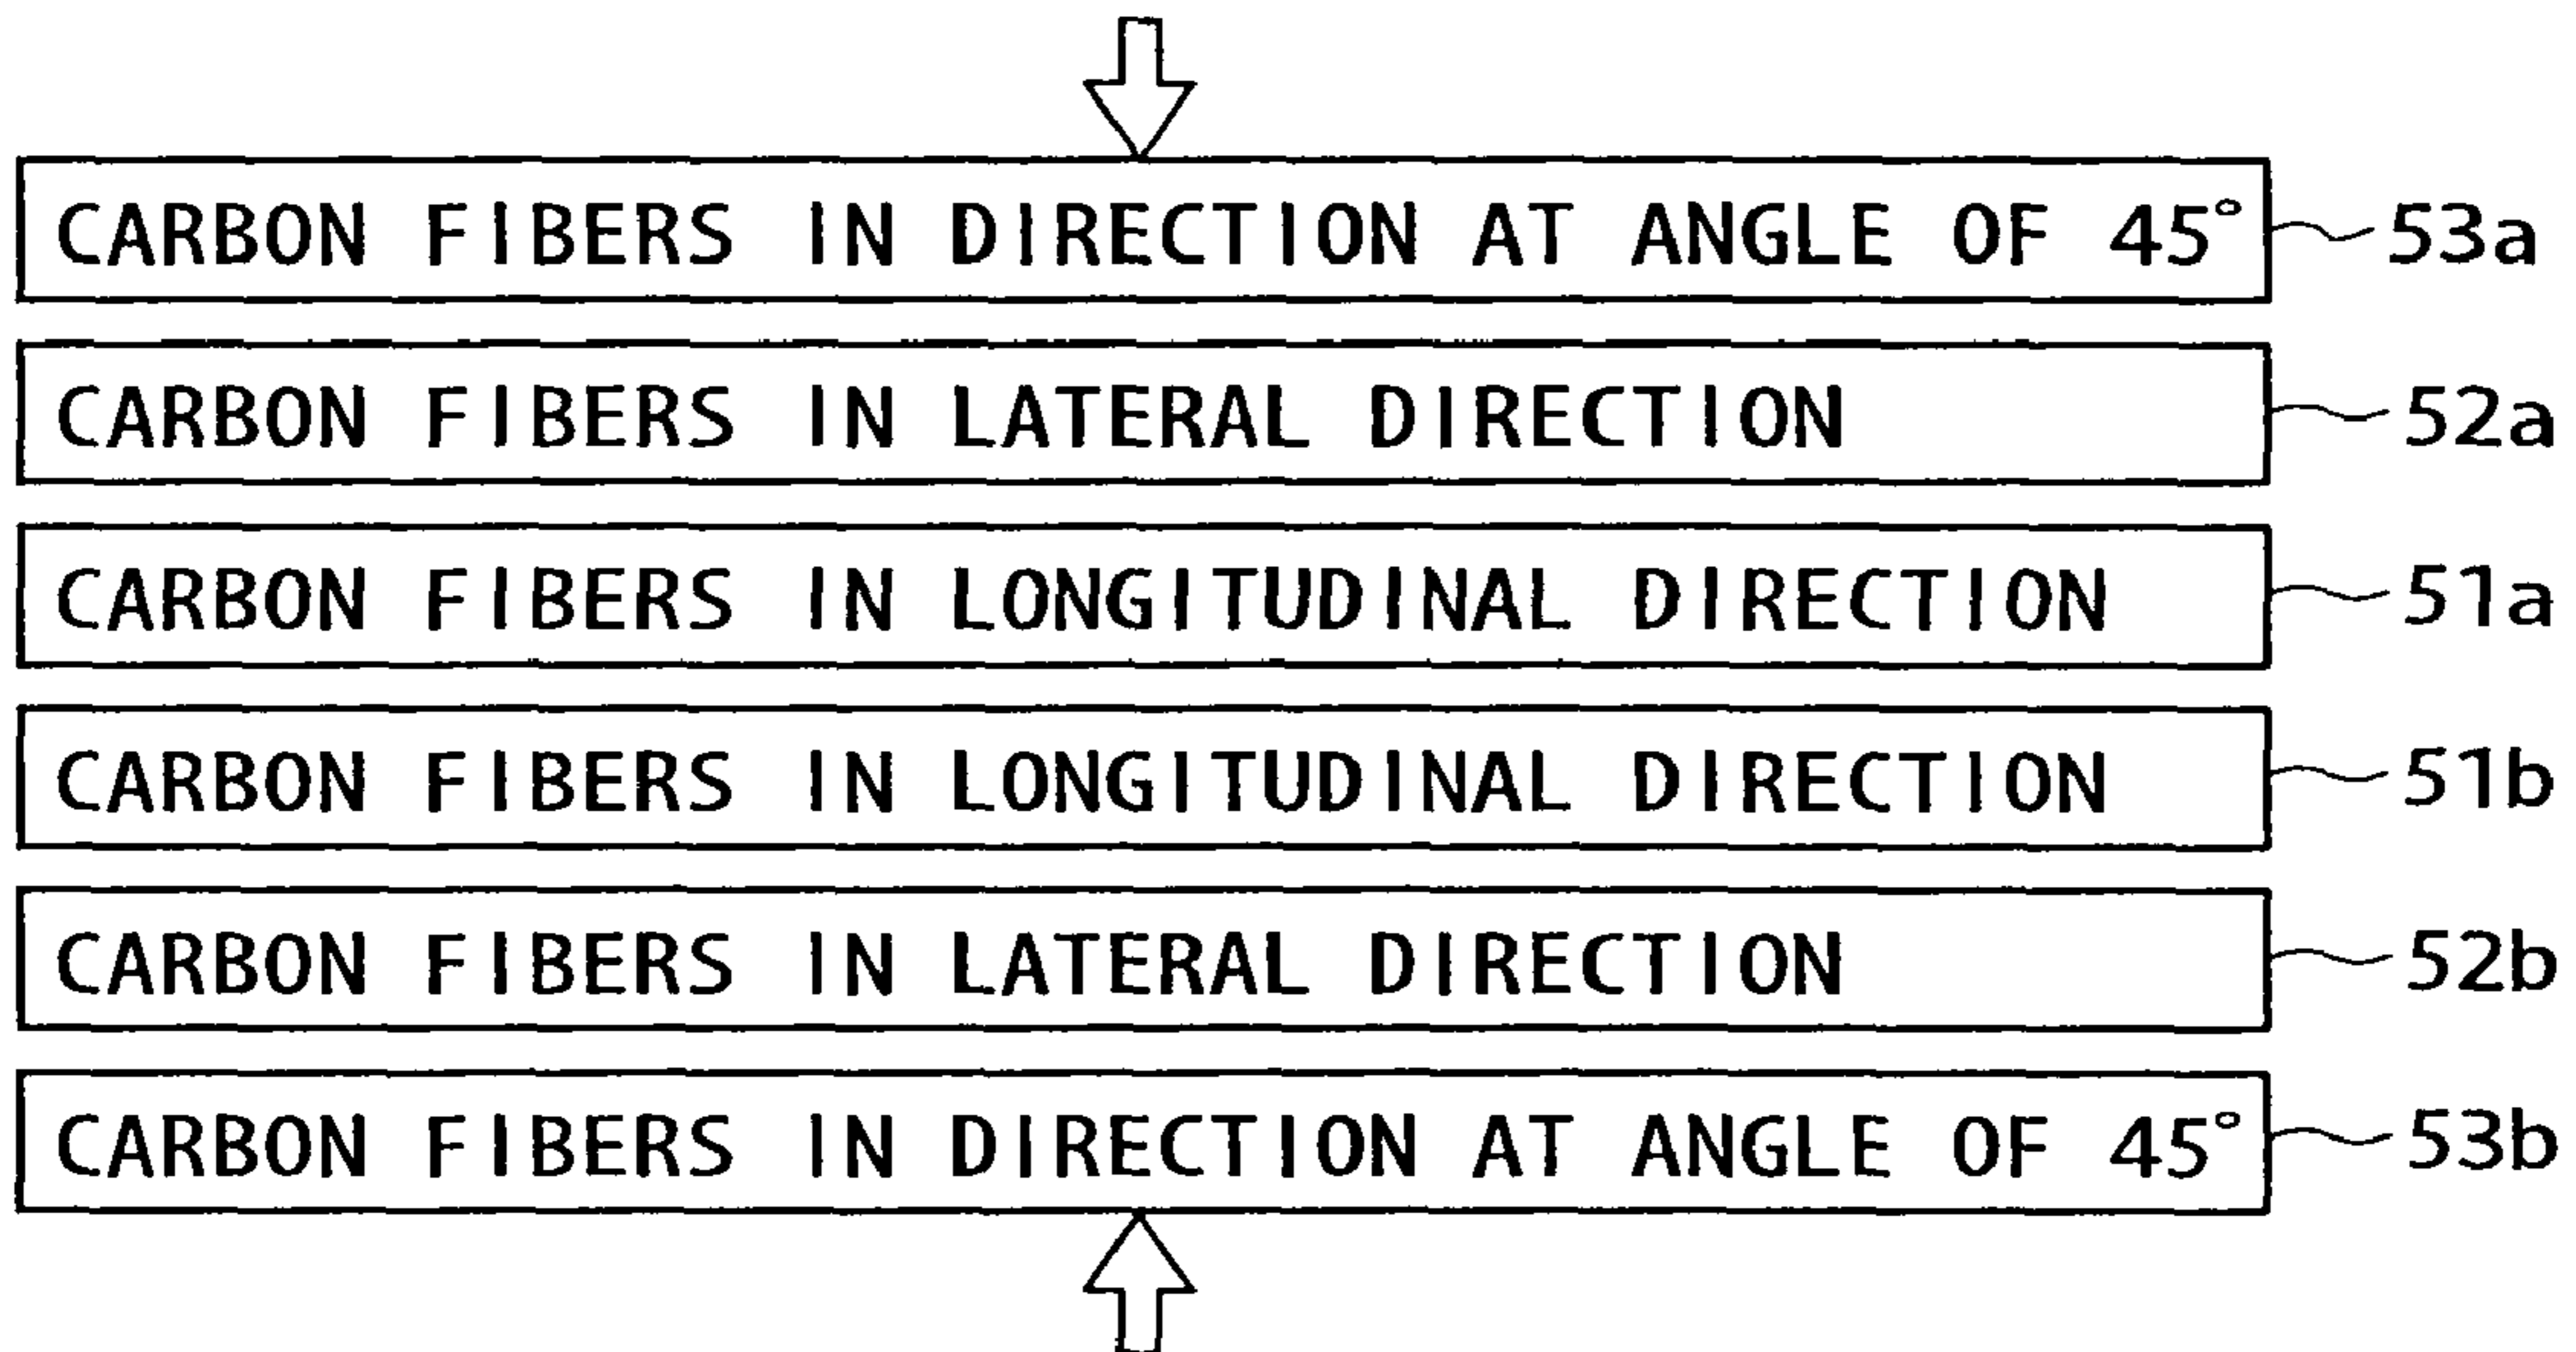 CARBON FIBERS IN DIRECTION AT ANGLE OF 45° 53a
CARBON FIBERS IN LATERAL DIRECTION 52a
CARBON FIBERS IN LONGITUDINAL DIRECTION 51a
CARBON FIBERS IN LONGITUDINAL DIRECTION 51b
CARBON FIBERS IN LATERAL DIRECTION 52b
CARBON FIBERS IN DIRECTION AT ANGLE OF 45° 53b